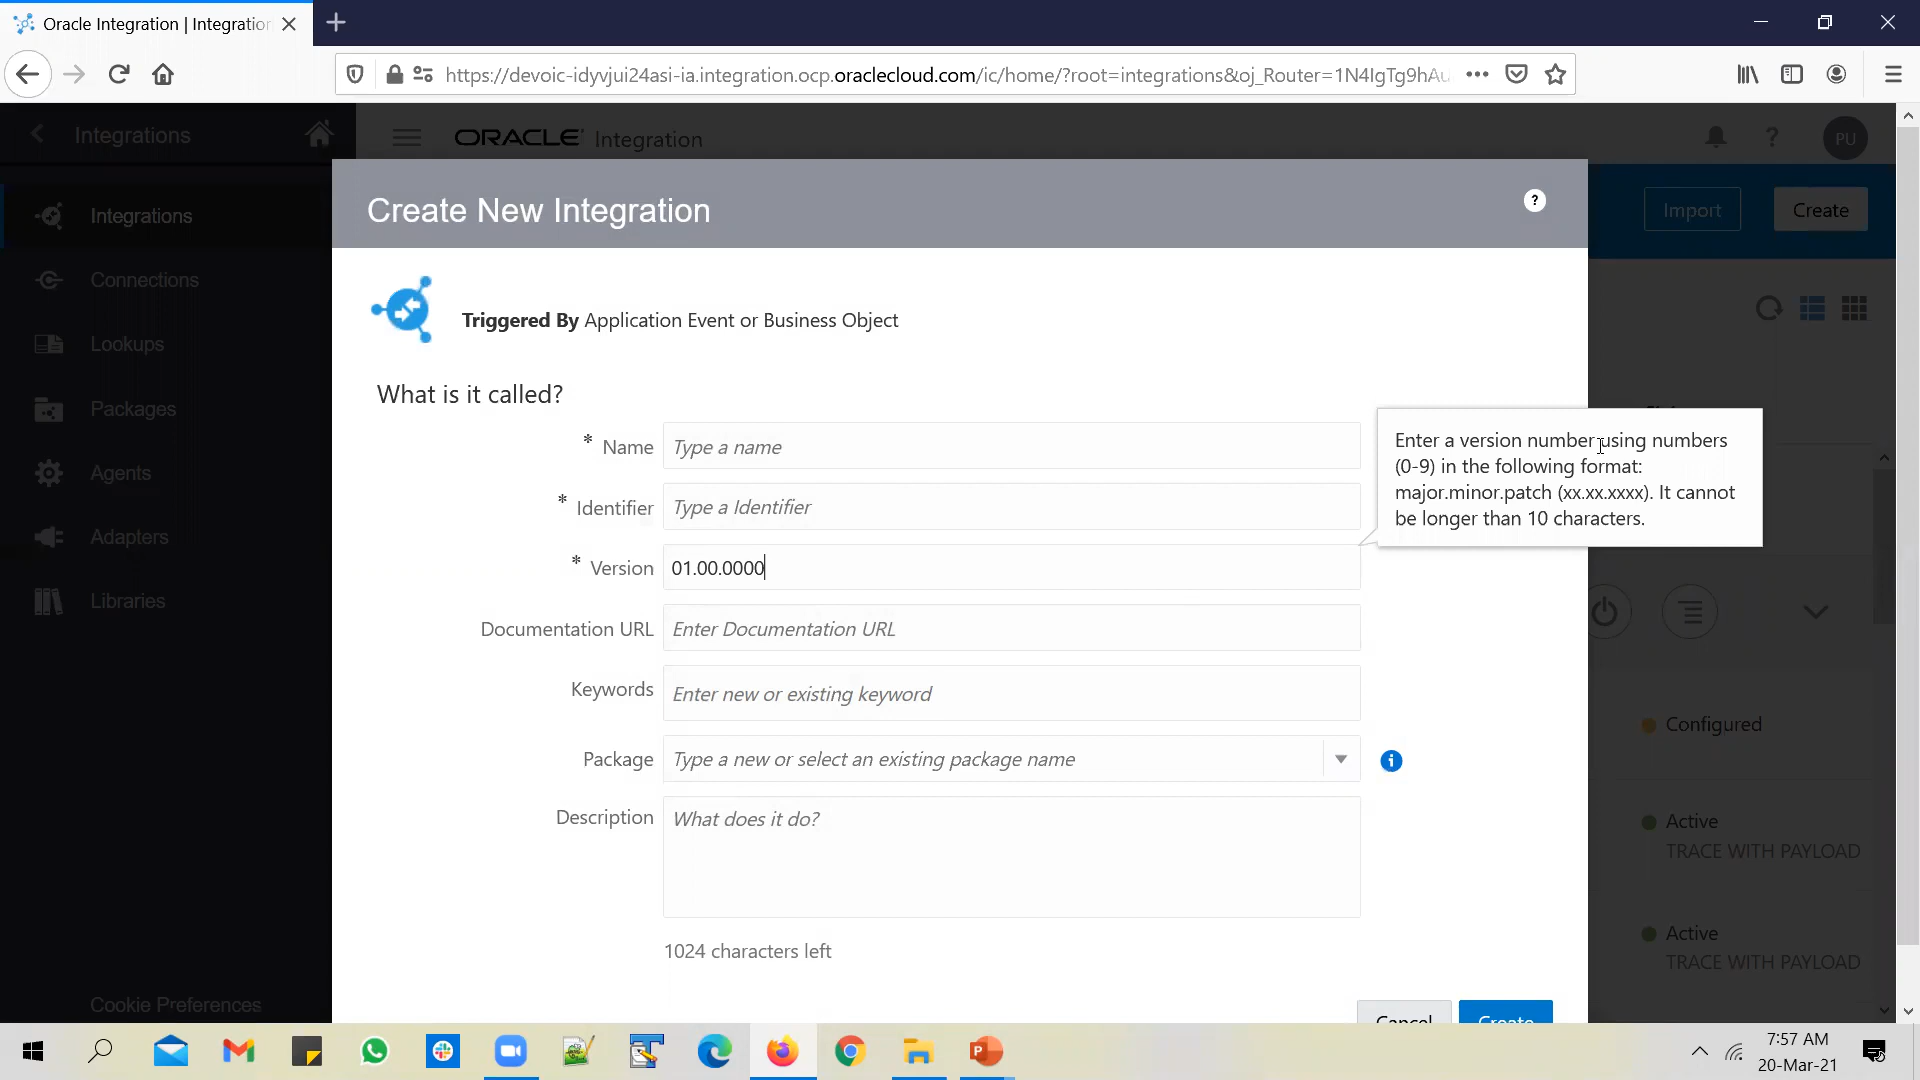 Oracle Integration | Integration
https://devoic-idyvjui24asi-ia.integration.ocp.oraclecloud.com/ic/home/?root=integrations&oj_Router=1N4IgTg9hAu
Integrations
ORACLE Integration
?
PU
Integrations
Connections
Lookups
Packages
Agents
Adapters
Libraries
Cookie Preferences
Import
Create
Create New Integration
?
Triggered By Application Event or Business Object
What is it called?
* Name Type a name
* Identifier Type a Identifier
* Version 01.00.0000
Documentation URL Enter Documentation URL
Keywords Enter new or existing keyword
Package Type a new or select an existing package name
Description What does it do?
1024 characters left
Cancel Create
Enter a version number using numbers
(0-9) in the following format:
major.minor.patch (xx.xx.xxxx). It cannot
be longer than 10 characters.
Configured
Active
TRACE WITH PAYLOAD
Active
TRACE WITH PAYLOAD
7:57 AM
20-Mar-21